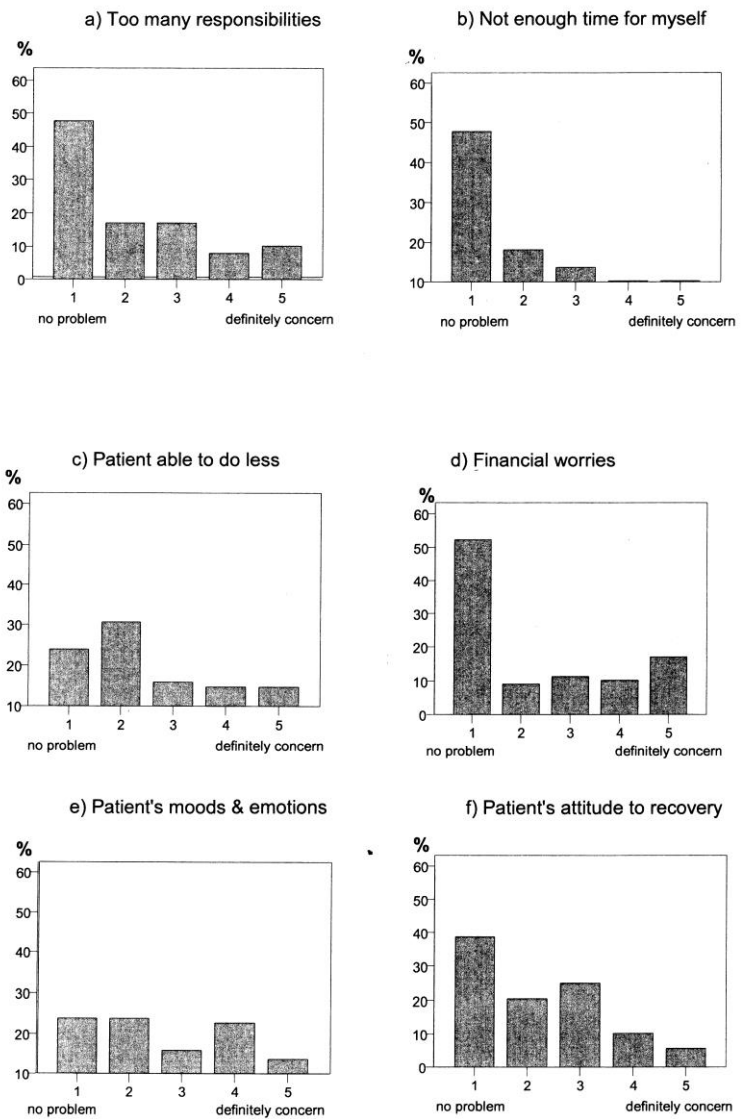 a) Too many responsibilities
%
60
50
40
30
20
10
0
1 2 3 4 5
no problem definitely concern
b) Not enough time for myself
%
60
50
40
30
20
10
1 2 3 4 5
no problem definitely concern
c) Patient able to do less
%
60
50
40
30
20
10
1 2 3 4 5
no problem definitely concern
d) Financial worries
%
60
50
40
30
20
10
0
1 2 3 4 5
no problem definitely concern
e) Patient's moods & emotions
%
60
50
40
30
20
10
1 2 3 4 5
no problem definitely concern
f) Patient's attitude to recovery
%
60
50
40
30
20
10
0
1 2 3 4 5
no problem definitely concern